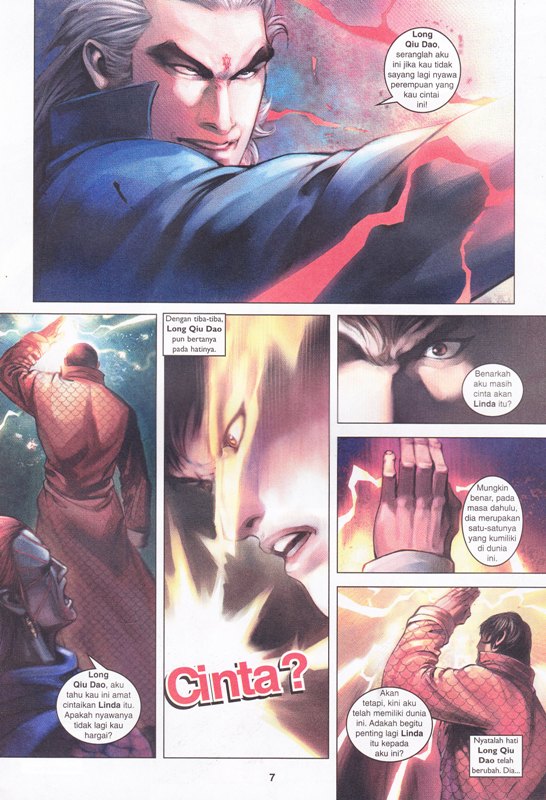 Long
Qiu Dao,
seranglah aku
ini jika kau tidak
sayang lagi nyawa
perempuan yang
kau cintai
ini!
Dengan tiba-tiba,
Long Qiu Dao
pun bertanya
pada hatinya.
Benarkah
aku masih
cinta akan
Linda itu?
Mungkin
benar, pada
masa dahulu,
dia merupakan
satu-satunya
yang kumiliki
di dunia
ini.
Long
Qiu Dao, aku
tahu kau ini amat
cintaikan Linda itu.
Apakah nyawanya
tidak lagi kau
hargai?
Cinta?
Akan
tetapi, kini aku
telah memiliki dunia
ini. Adakah begitu
penting lagi Linda
itu kepada
aku ini?
Nyatalah hati
Long Qiu
Dao telah
berubah. Dia...
7